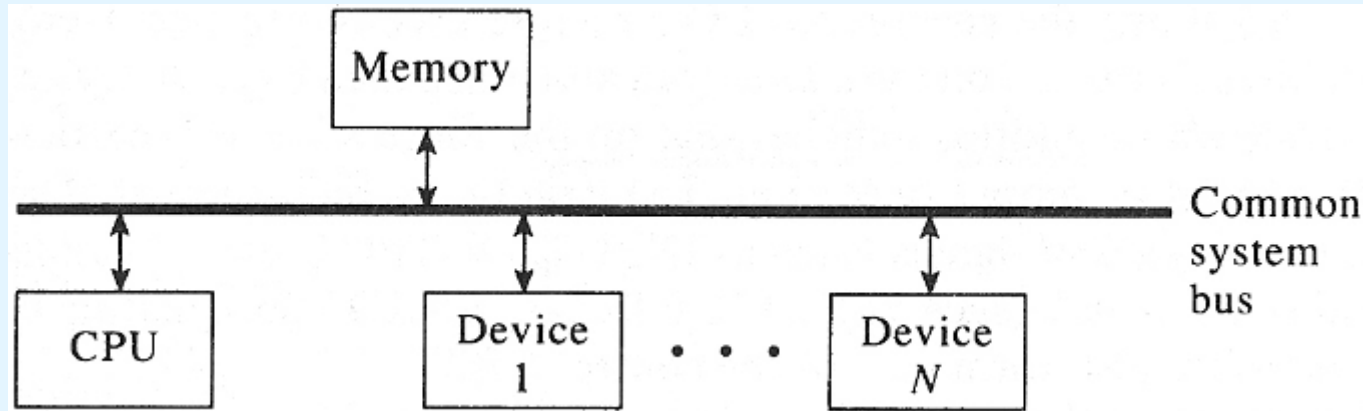 Memory
Common
system
bus
CPU
Device
1
• • •
Device
N